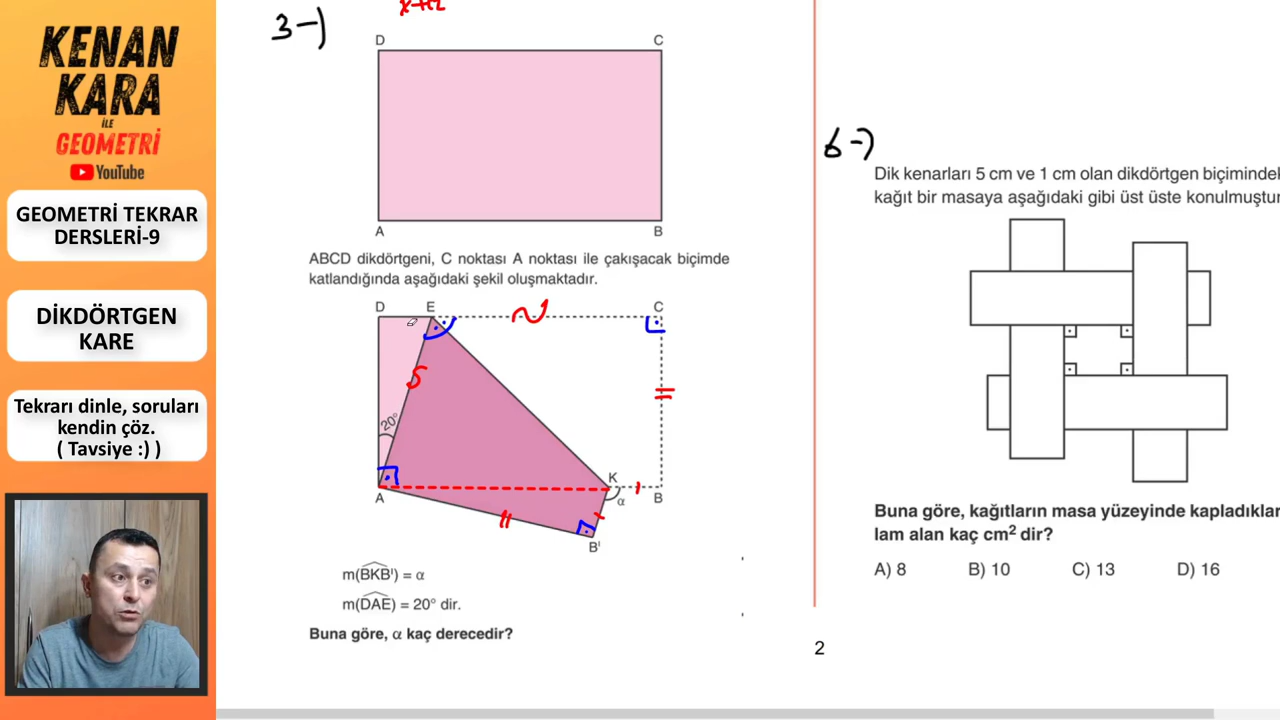 KENAN
KARA
İLE
GEOMETRİ
YouTube
GEOMETRİ TEKRAR
DERSLERİ-9
DİKDÖRTGEN
KARE
Tekrarı dinle, soruları
kendin çöz.
( Tavsiye :) )
3-)
D
C
A
B
ABCD dikdörtgeni, C noktası A noktası ile çakışacak biçimde
katlandığında aşağıdaki şekil oluşmaktadır.
D
E
C
20°
A
K
α
B
B'
m(BKB') = α
m(DAE) = 20° dir.
Buna göre, α kaç derecedir?
6-)
Dik kenarları 5 cm ve 1 cm olan dikdörtgen biçimindek
kağıt bir masaya aşağıdaki gibi üst üste konulmuştur
Buna göre, kağıtların masa yüzeyinde kapladıklar
lam alan kaç cm² dir?
A) 8
B) 10
C) 13
D) 16
2